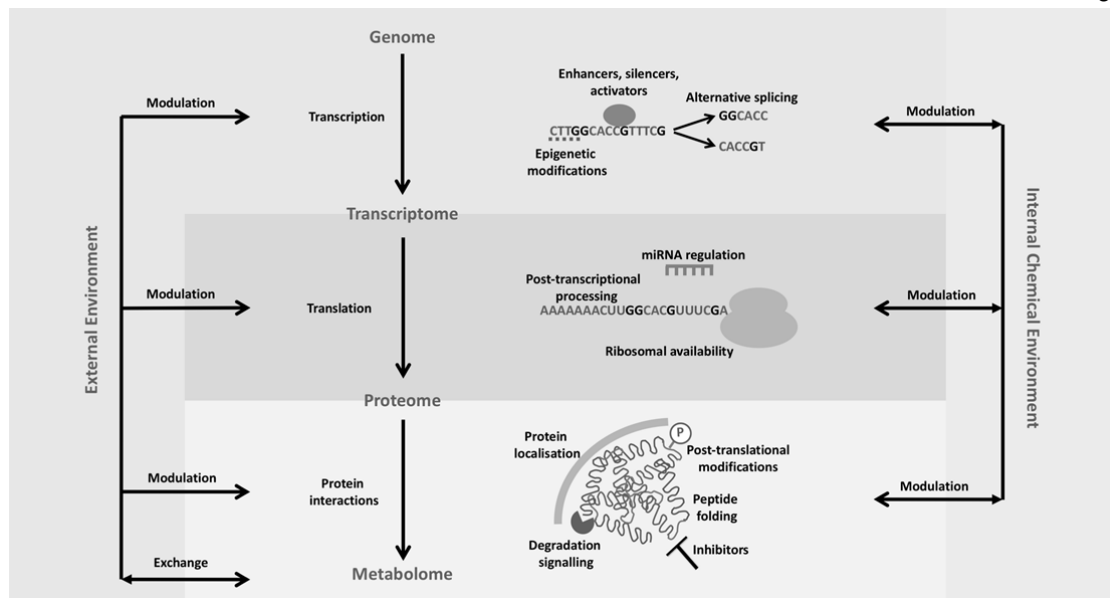 Genome
Enhancers, silencers,
activators
Alternative splicing
Modulation
Transcription
GGCACC
Modulation
CTTGGCACCGTTTCG
CACCGT
Epigenetic
modifications
Transcriptome
External Environment
Internal Chemical Environment
miRNA regulation
Post-transcriptional
processing
Modulation
Translation
AAAAAAACUUGGCACGUUUCGA
Modulation
Ribosomal availability
Proteome
P
Protein
localisation
Post-translational
modifications
Modulation
Protein
interactions
Peptide
folding
Modulation
Degradation
signalling
Inhibitors
Exchange
Metabolome